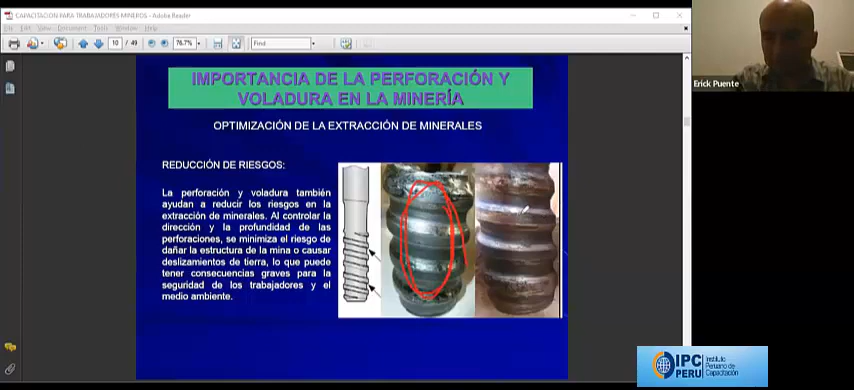 CAPACITACION PARA TRABAJADORES MINEROS - Adobe Reader
File Edit View Document Tools Window Help
10 / 49
76.7%
Find
Erick Puente
IMPORTANCIA DE LA PERFORACIÓN Y
VOLADURA EN LA MINERÍA
OPTIMIZACIÓN DE LA EXTRACCIÓN DE MINERALES
REDUCCIÓN DE RIESGOS:
La perforación y voladura también
ayudan a reducir los riesgos en la
extracción de minerales. Al controlar la
dirección y la profundidad de las
perforaciones, se minimiza el riesgo de
dañar la estructura de la mina o causar
deslizamientos de tierra, lo que puede
tener consecuencias graves para la
seguridad de los trabajadores y el
medio ambiente.
IPC
PERU
Instituto
Peruano de
Capacitación